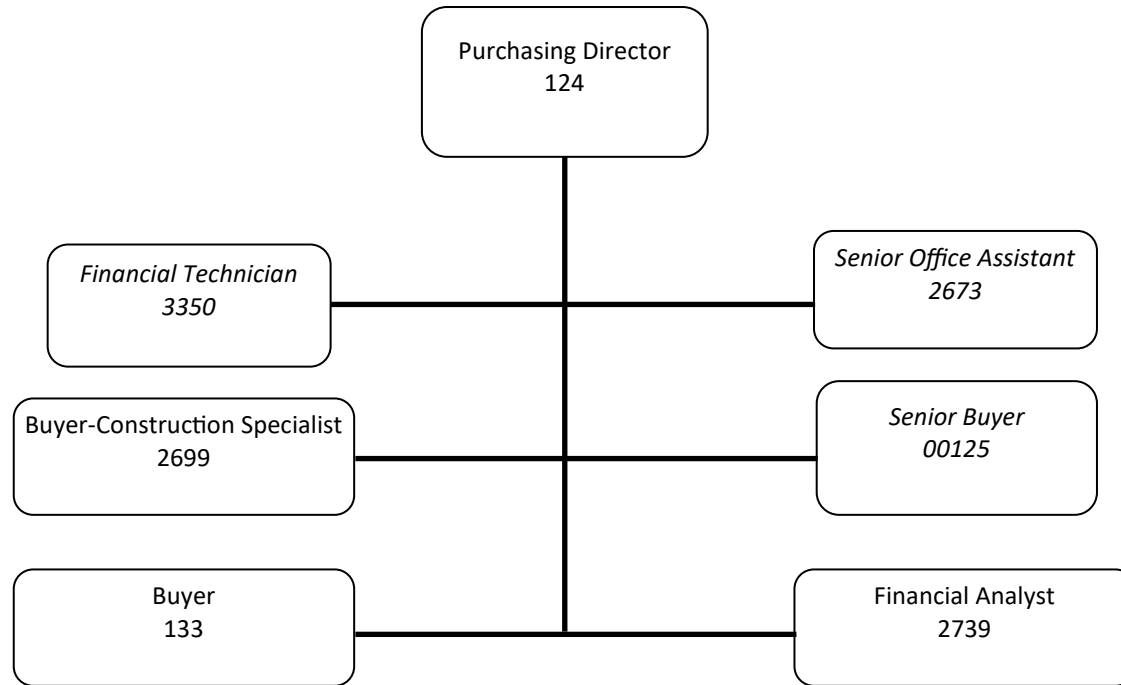 Purchasing Director
124
Financial Technician
3350
Senior Office Assistant
2673
Buyer-Construction Specialist
2699
Senior Buyer
00125
Buyer
133
Financial Analyst
2739